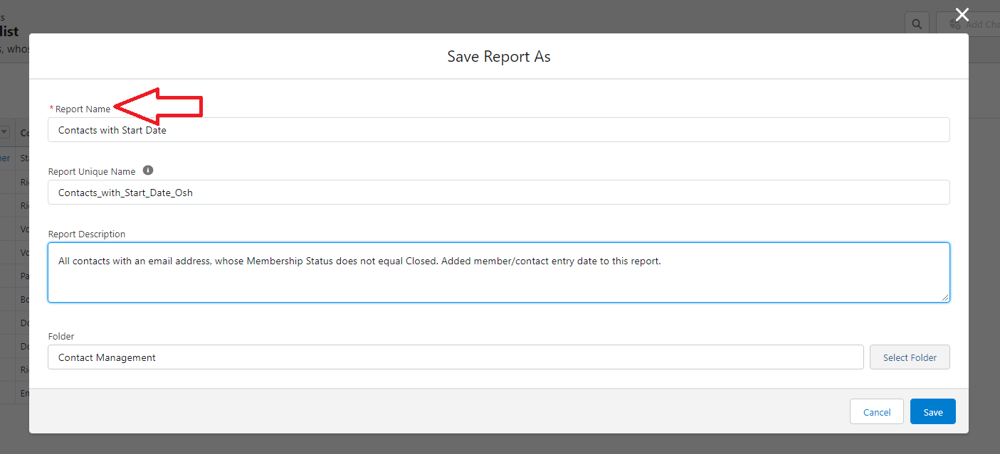 list
Add
Save Report As
* Report Name
Contacts with Start Date
Report Unique Name
Contacts_with_Start_Date_Osh
Report Description
All contacts with an email address, whose Membership Status does not equal Closed. Added member/contact entry date to this report.
Folder
Contact Management
Select Folder
Cancel
Save